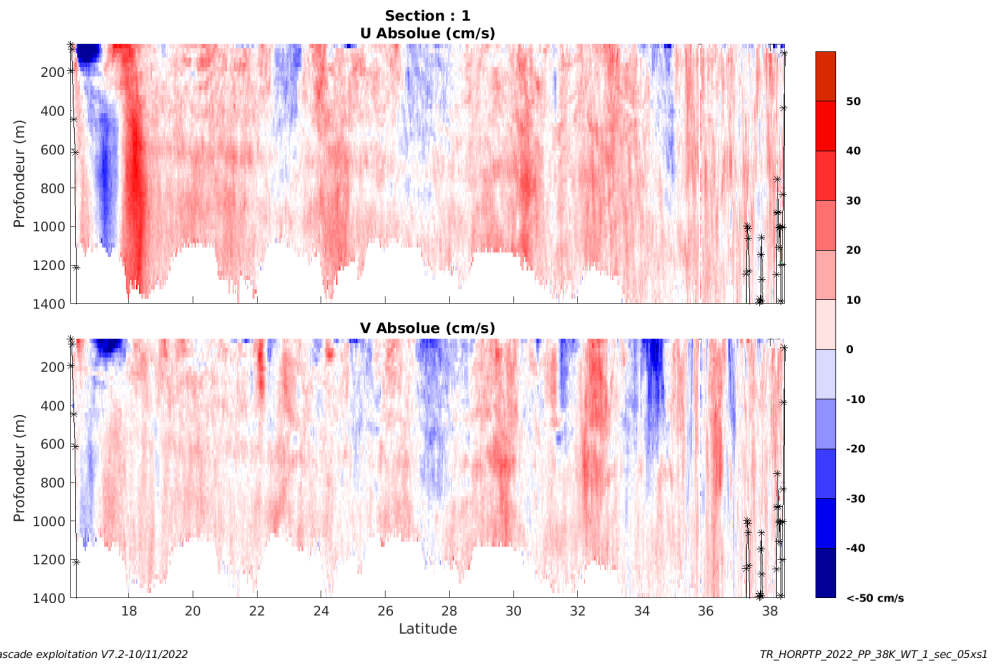 Section : 1
U Absolue (cm/s)
Profondeur (m)
200
400
600
800
1000
1200
1400
50
40
30
20
10
0
-10
-20
-30
-40
<-50 cm/s
V Absolue (cm/s)
Profondeur (m)
200
400
600
800
1000
1200
1400
18 20 22 24 26 28 30 32 34 36 38
Latitude
ascade exploitation V7.2-10/11/2022
TR_HORPTP_2022_PP_38K_WT_1_sec_05xs1